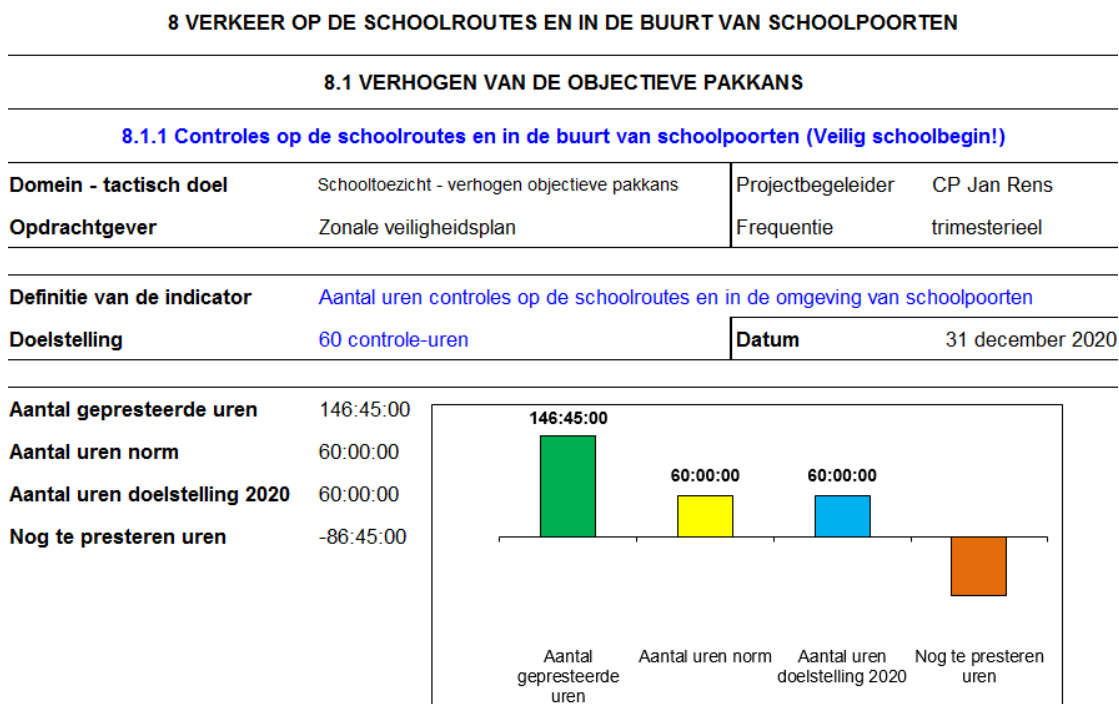 8 VERKEER OP DE SCHOOLROUTES EN IN DE BUURT VAN SCHOOLPOORTEN
8.1 VERHOGEN VAN DE OBJECTIEVE PAKKANS
8.1.1 Controles op de schoolroutes en in de buurt van schoolpoorten (Veilig schoolbegin!)
Domein - tactisch doel Schooltoezicht - verhogen objectieve pakkans Projectbegeleider CP Jan Rens
Opdrachtgever Zonale veiligheidsplan Frequentie trimesterieel
Definitie van de indicator Aantal uren controles op de schoolroutes en in de omgeving van schoolpoorten
Doelstelling 60 controle-uren Datum 31 december 2020
Aantal gepresteerde uren 146:45:00
Aantal uren norm 60:00:00
Aantal uren doelstelling 2020 60:00:00
Nog te presteren uren -86:45:00
146:45:00
60:00:00 60:00:00
Aantal Aantal uren norm Aantal uren Nog te presteren
gepresteerde doelstelling 2020 uren
uren